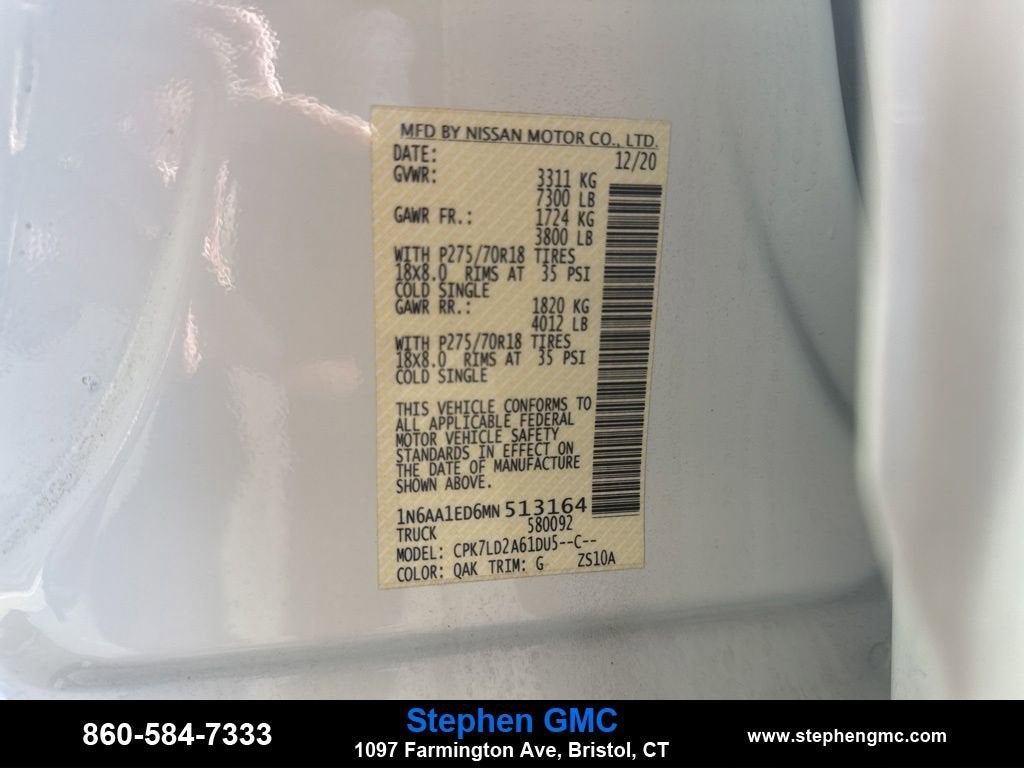 MFD BY NISSAN MOTOR CO., LTD.
DATE: 12/20
GVWR: 3311 KG
7300 LB
GAWR FR.: 1724 KG
3800 LB
WITH P275/70R18 TIRES
18X8.0 RIMS AT 35 PSI
COLD SINGLE
GAWR RR.: 1820 KG
4012 LB
WITH P275/70R18 TIRES
18X8.0 RIMS AT 35 PSI
COLD SINGLE
THIS VEHICLE CONFORMS TO
ALL APPLICABLE FEDERAL
MOTOR VEHICLE SAFETY
STANDARDS IN EFFECT ON
THE DATE OF MANUFACTURE
SHOWN ABOVE.
1N6AA1ED6MN513164
TRUCK 580092
MODEL: CPK7LD2A61DU5--C--
COLOR: QAK TRIM: G ZS10A
860-584-7333
Stephen GMC
1097 Farmington Ave, Bristol, CT
www.stephengmc.com